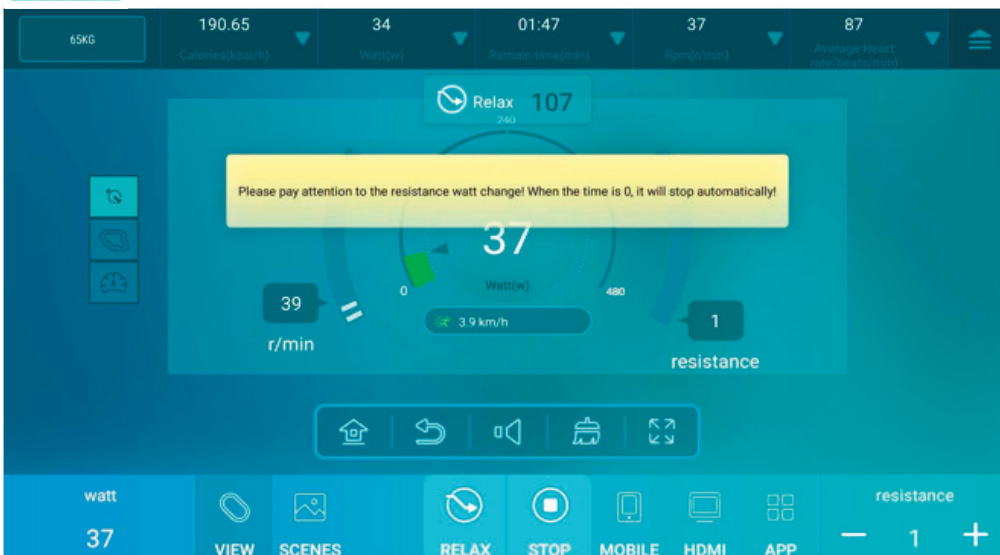 65KG
190.65
Calories(kcal/h)
34
Watt(w)
01:47
Remain time(min)
37
Rpm(r/min)
87
Average Heart
rate(beats/min)
Relax 107
240
Please pay attention to the resistance watt change! When the time is 0, it will stop automatically!
37
Watt(w)
0
480
3.9 km/h
39
r/min
1
resistance
watt
37
VIEW
SCENES
RELAX
STOP
MOBILE
HDMI
APP
resistance
— 1 +